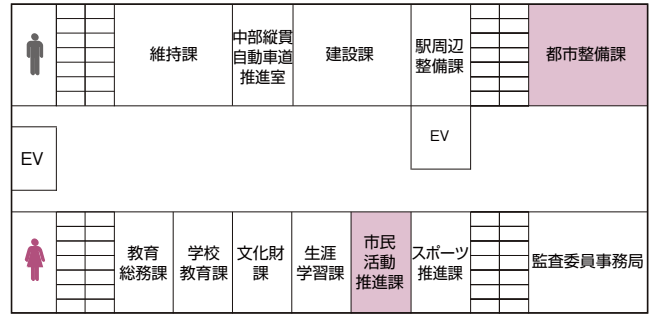 維持課
中部縦貫
自動車道
推進室
建設課
駅周辺
整備課
都市整備課
EV
EV
教育
総務課
学校
教育課
文化財
課
生涯
学習課
市民
活動
推進課
スポーツ
推進課
監査委員事務局